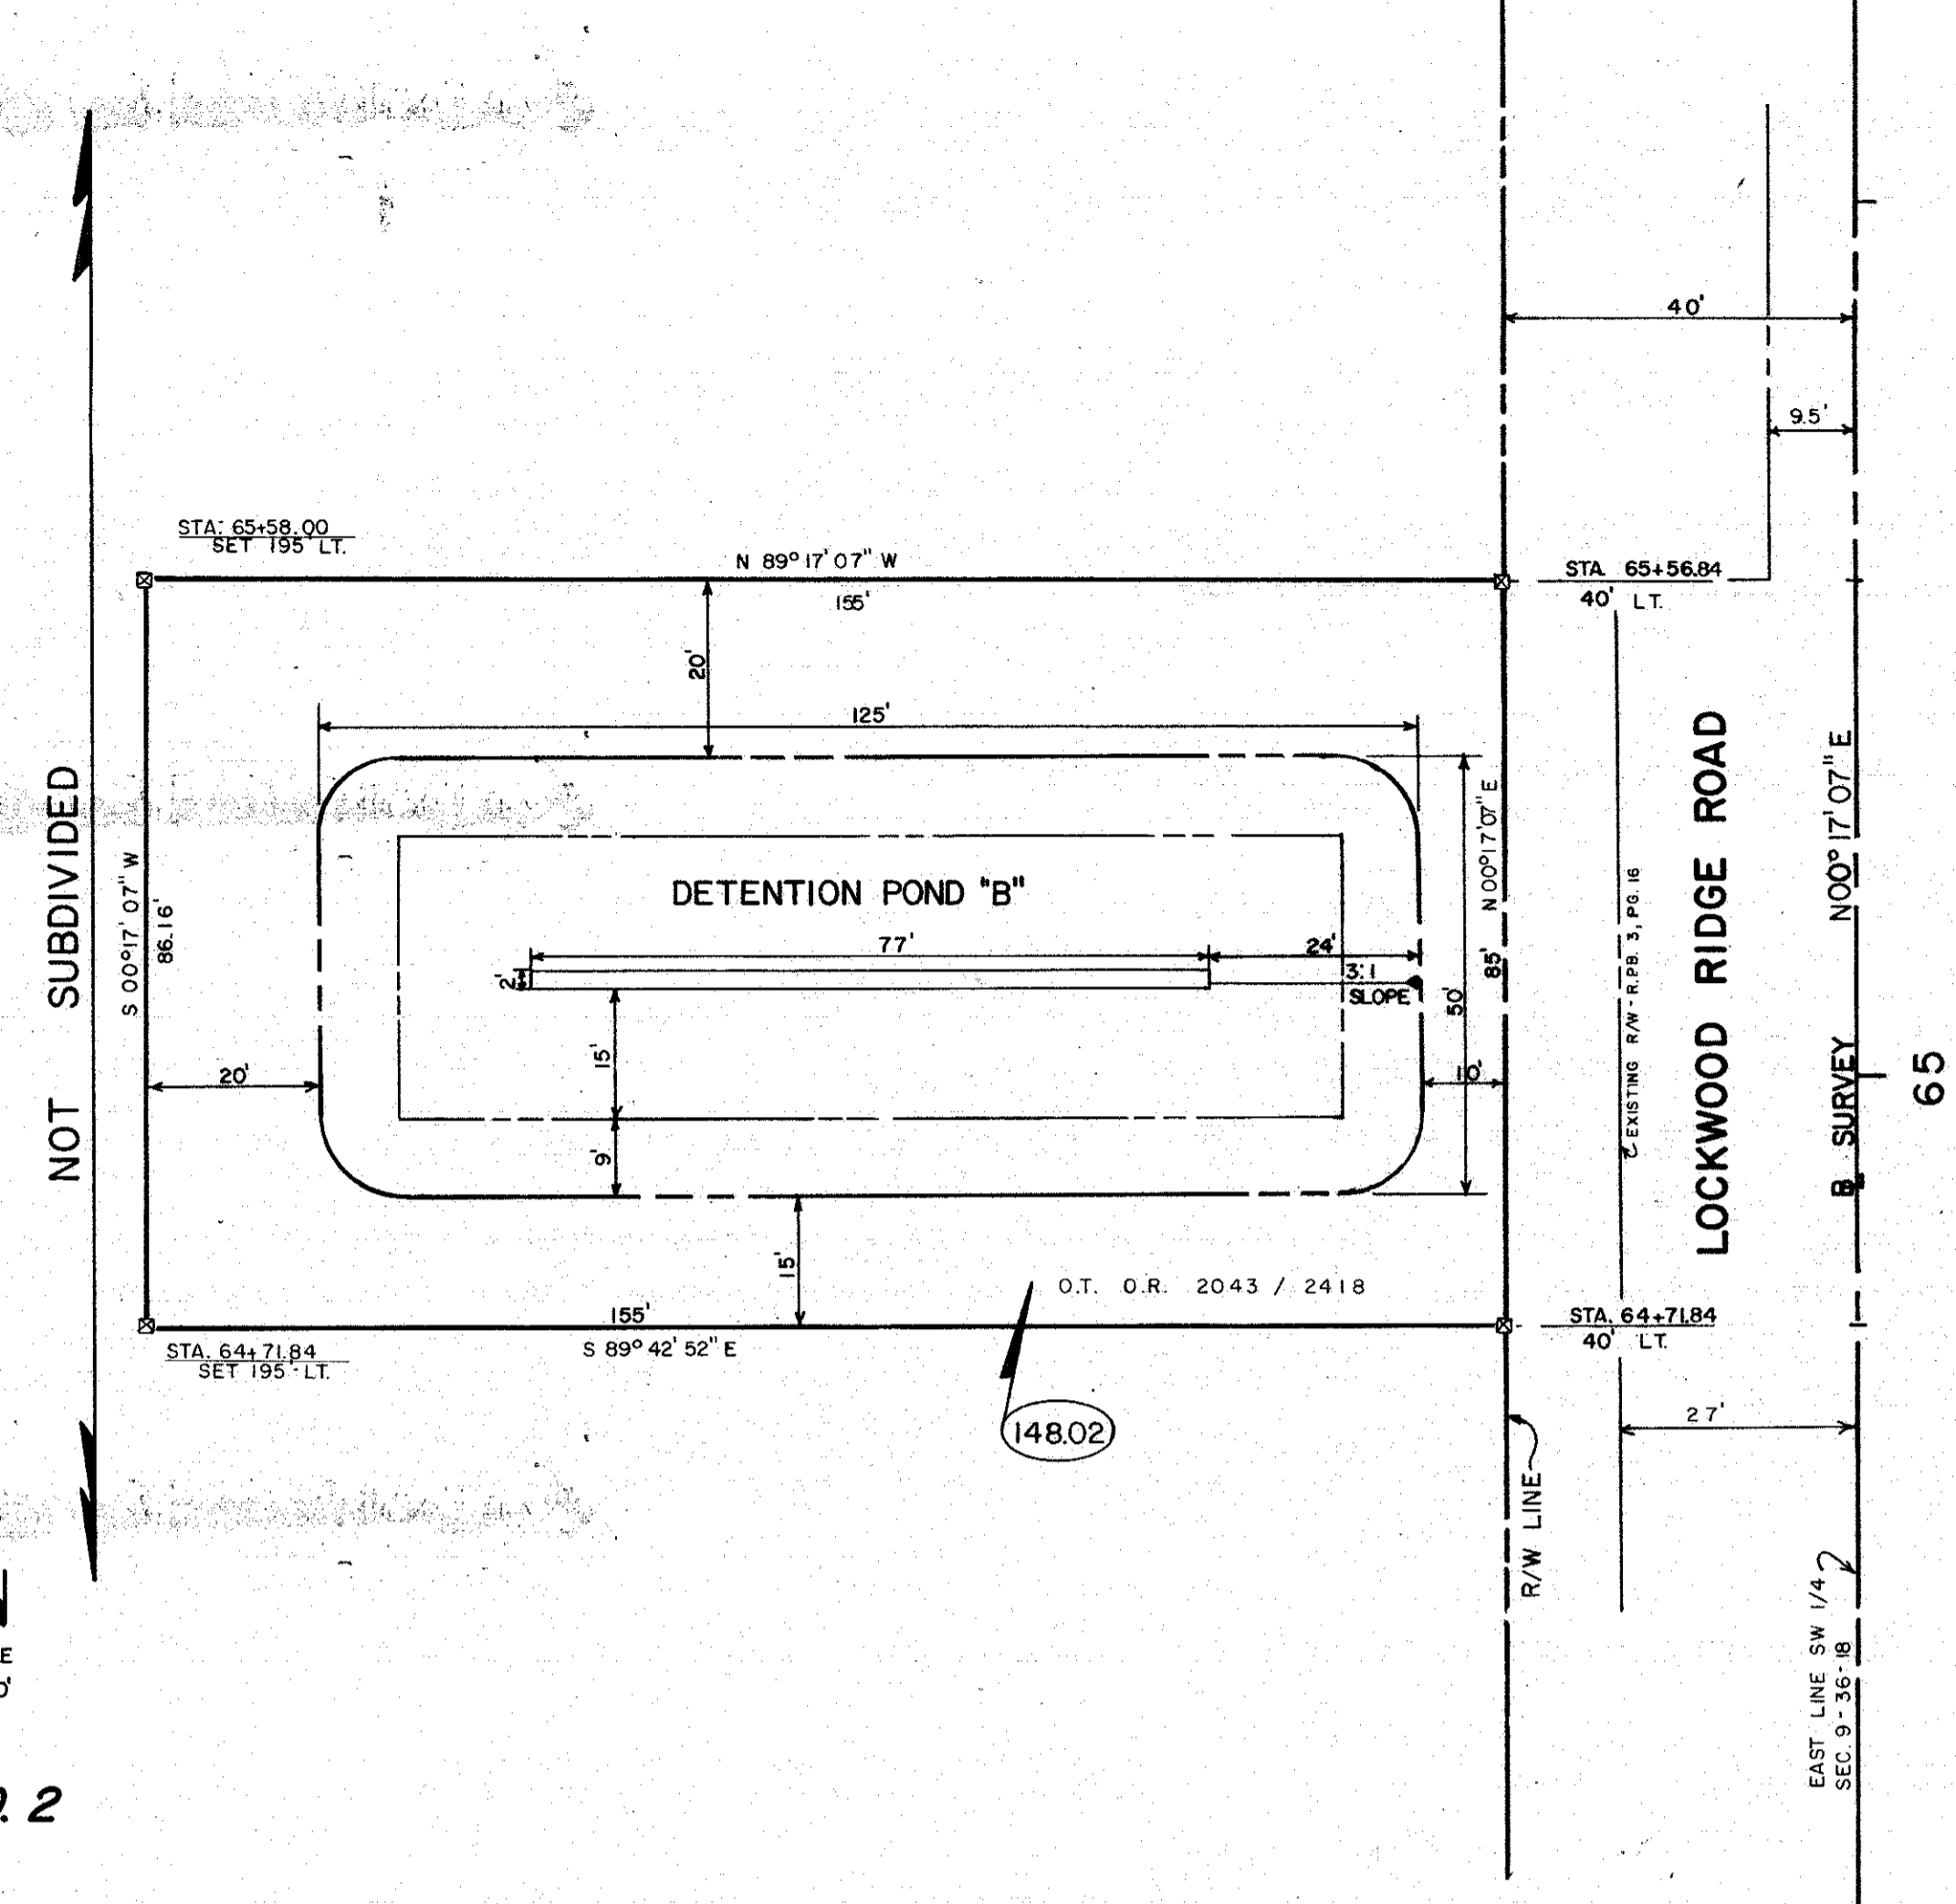 40'
9.5'
STA. 65+58.00
SET 195' LT.
N 89° 17' 07" W
155'
STA. 65+56.84
40' LT.
20'
125'
NOT SUBDIVIDED
S 00° 17' 07" W
86.16'
DETENTION POND "B"
77'
24'
2'
3:1
SLOPE
15'
9'
20'
10'
50'
N 00° 17' 07" E
85'
EXISTING R/W - R.P.B. 3, PG. 16
LOCKWOOD RIDGE ROAD
B SURVEY N00° 17' 07" E
65
15'
O.T. O.R. 2043 / 2418
155'
S 89° 42' 52" E
STA. 64+71.84
SET 195' LT.
STA. 64+71.84
40' LT.
148.02
27'
R/W LINE
EAST LINE SW 1/4
SEC. 9 - 36 - 18
E
2